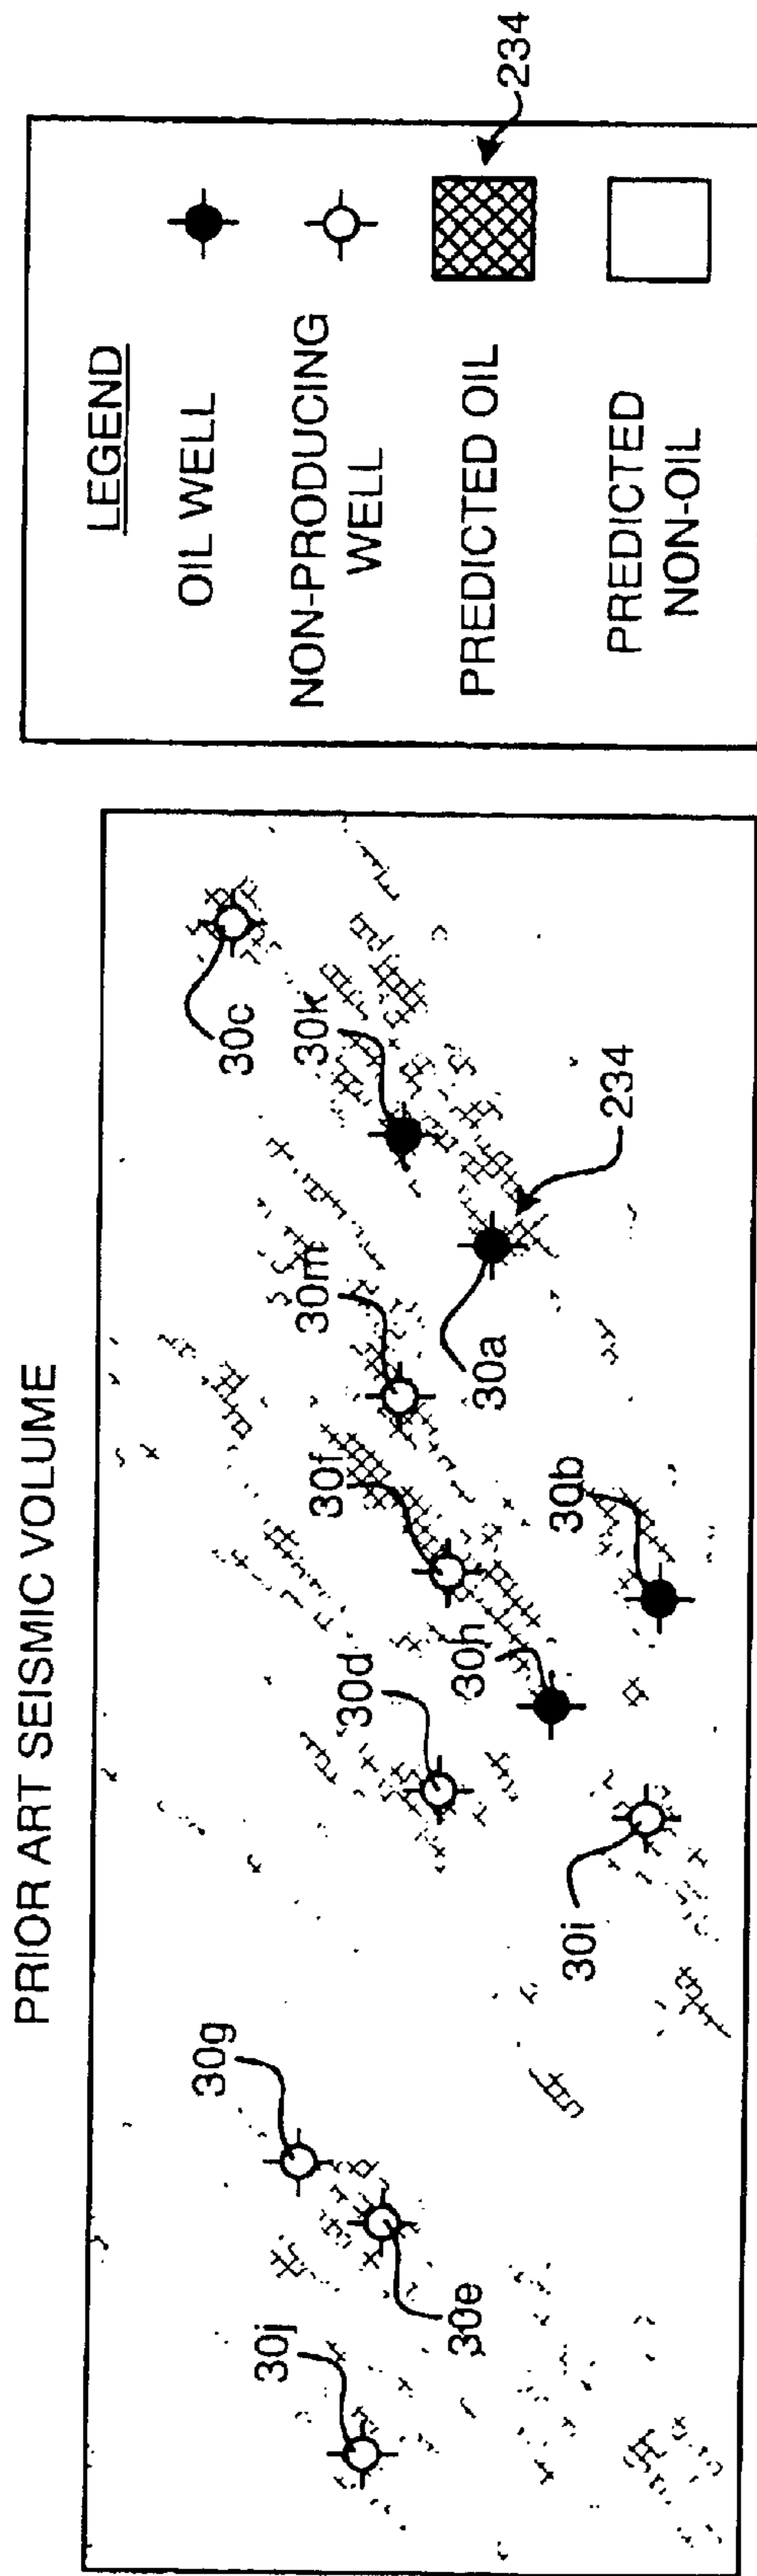 PRIOR ART SEISMIC VOLUME
30j
30e
30g
30i
30d
30h
30b
30f
30m
30a
234
30k
30c
LEGEND
OIL WELL
NON-PRODUCING
WELL
PREDICTED OIL
234
PREDICTED
NON-OIL